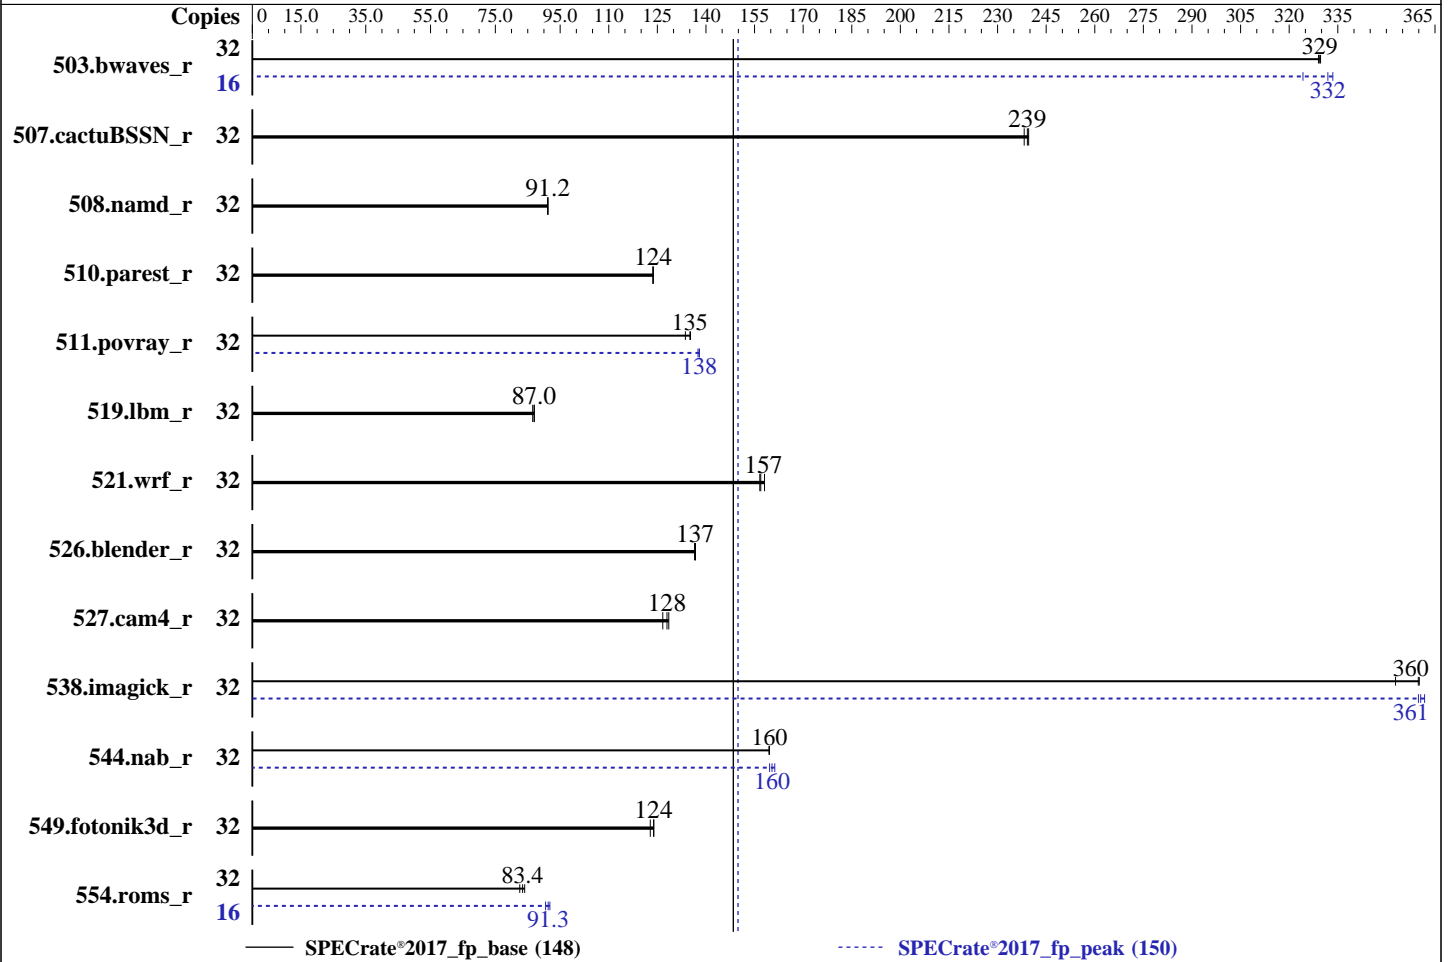 Copies 0 15.0 35.0 55.0 75.0 95.0 110 125 140 155 170 185 200 215 230 245 260 275 290 305 320 335 365
503.bwaves_r 32 329
16 332
507.cactuBSSN_r 32 239
508.namd_r 32 91.2
510.parest_r 32 124
511.povray_r 32 135
138
519.lbm_r 32 87.0
521.wrf_r 32 157
526.blender_r 32 137
527.cam4_r 32 128
538.imagick_r 32 360
361
544.nab_r 32 160
160
549.fotonik3d_r 32 124
554.roms_r 32 83.4
16 91.3
SPECrate®2017_fp_base (148) SPECrate®2017_fp_peak (150)